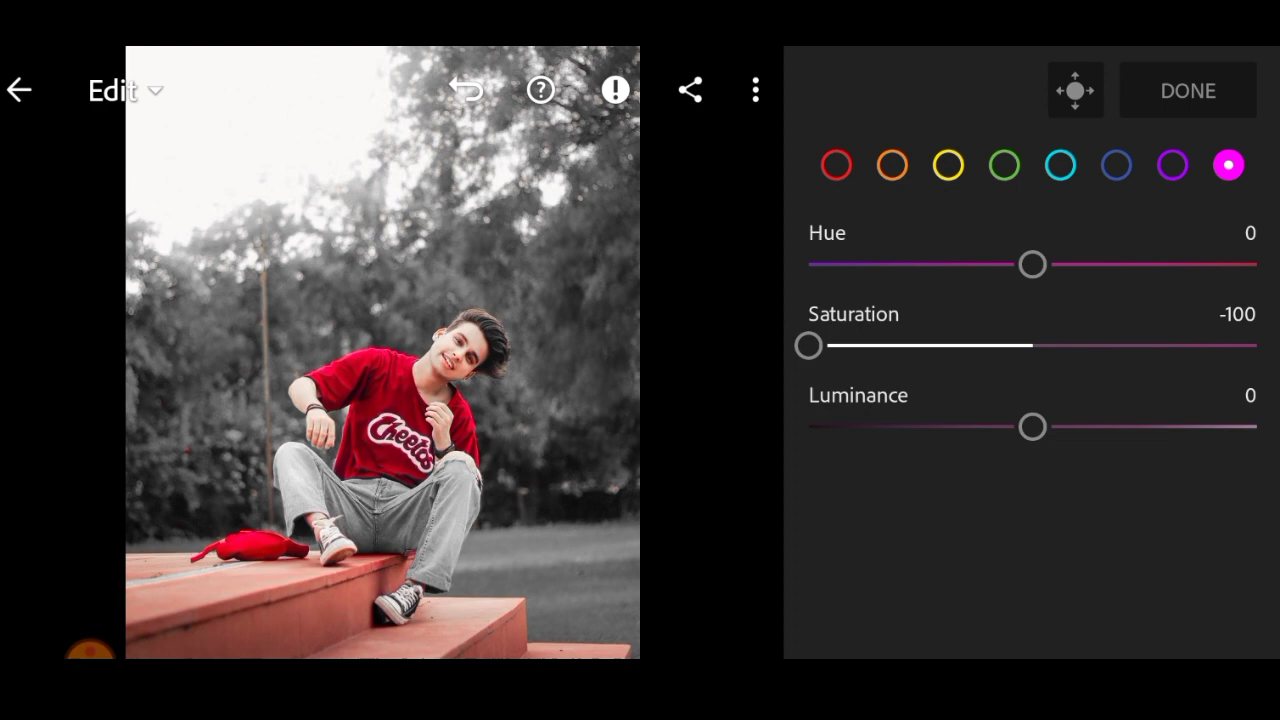 Edit
DONE
Hue 0
Saturation -100
Luminance 0
Cheetos